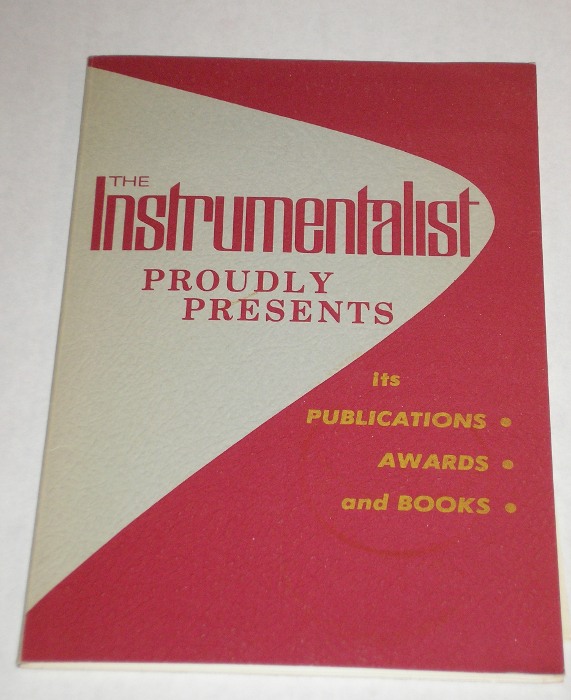 THE
Instrumentalist
PROUDLY
PRESENTS
its
PUBLICATIONS •
AWARDS •
and BOOKS •